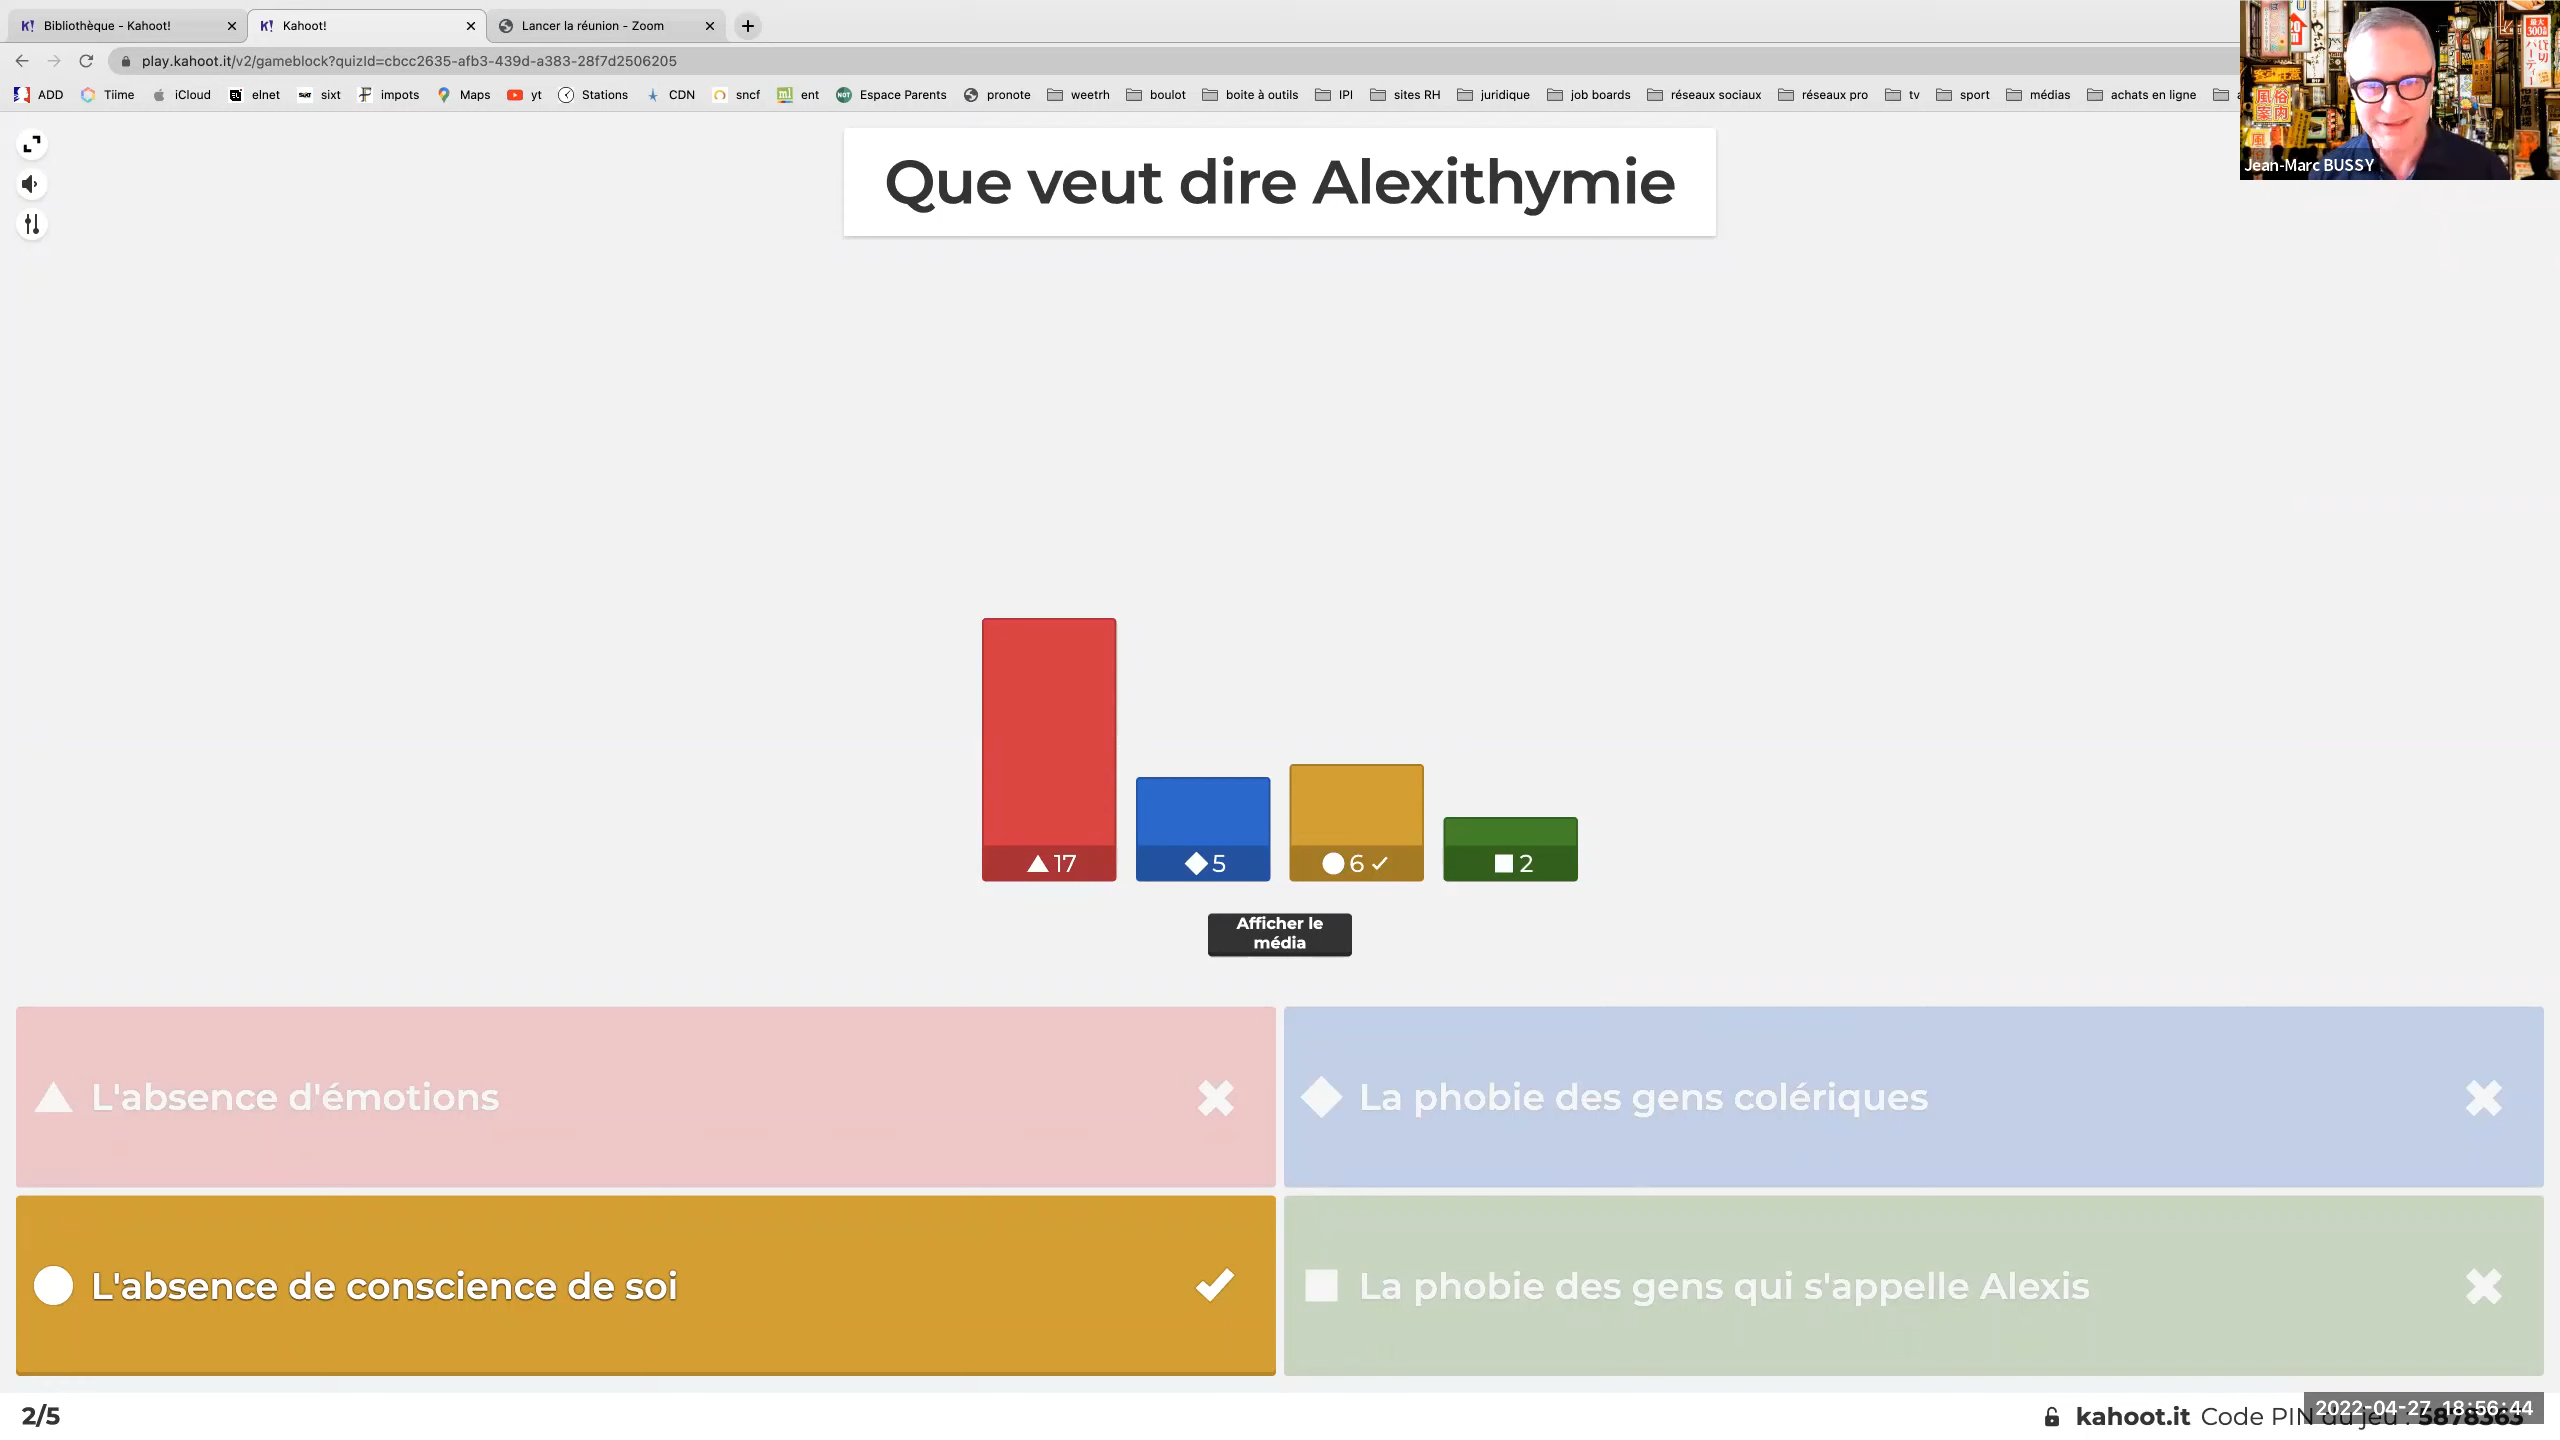 Bibliothèque - Kahoot!
Kahoot!
Lancer la réunion - Zoom
play.kahoot.it/v2/gameblock?quizId=cbcc2635-afb3-439d-a383-28f7d2506205
ADD Tiime iCloud elnet sixt impots Maps yt Stations CDN sncf ent Espace Parents pronote weetrh boulot boite à outils IPI sites RH juridique job boards réseaux sociaux réseaux pro tv sport médias achats en ligne
Jean-Marc BUSSY
Que veut dire Alexithymie
17
5
6
2
Afficher le
média
L'absence d'émotions
La phobie des gens colériques
L'absence de conscience de soi
La phobie des gens qui s'appelle Alexis
2/5
kahoot.it Code PIN du jeu : 5878363
2022-04-27 18:56:44